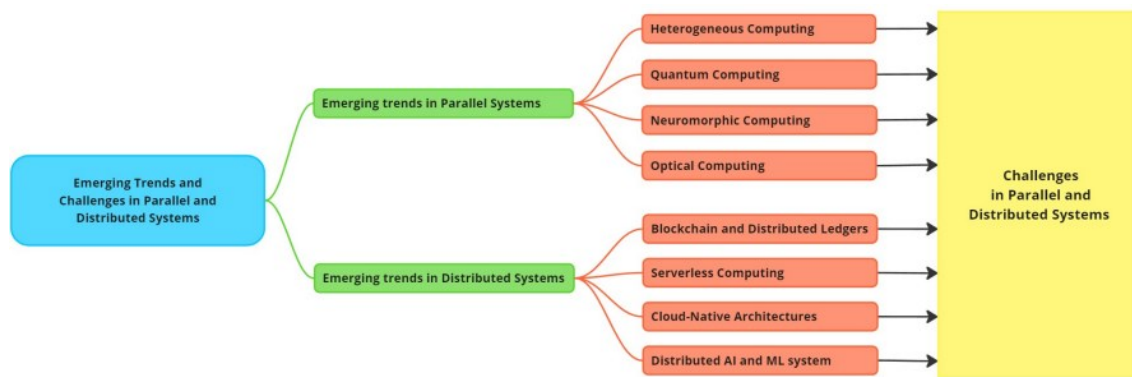 Emerging Trends and
Challenges in Parallel and
Distributed Systems
Emerging trends in Parallel Systems
Heterogeneous Computing
Quantum Computing
Neuromorphic Computing
Optical Computing
Emerging trends in Distributed Systems
Blockchain and Distributed Ledgers
Serverless Computing
Cloud-Native Architectures
Distributed AI and ML system
Challenges
in Parallel and
Distributed Systems